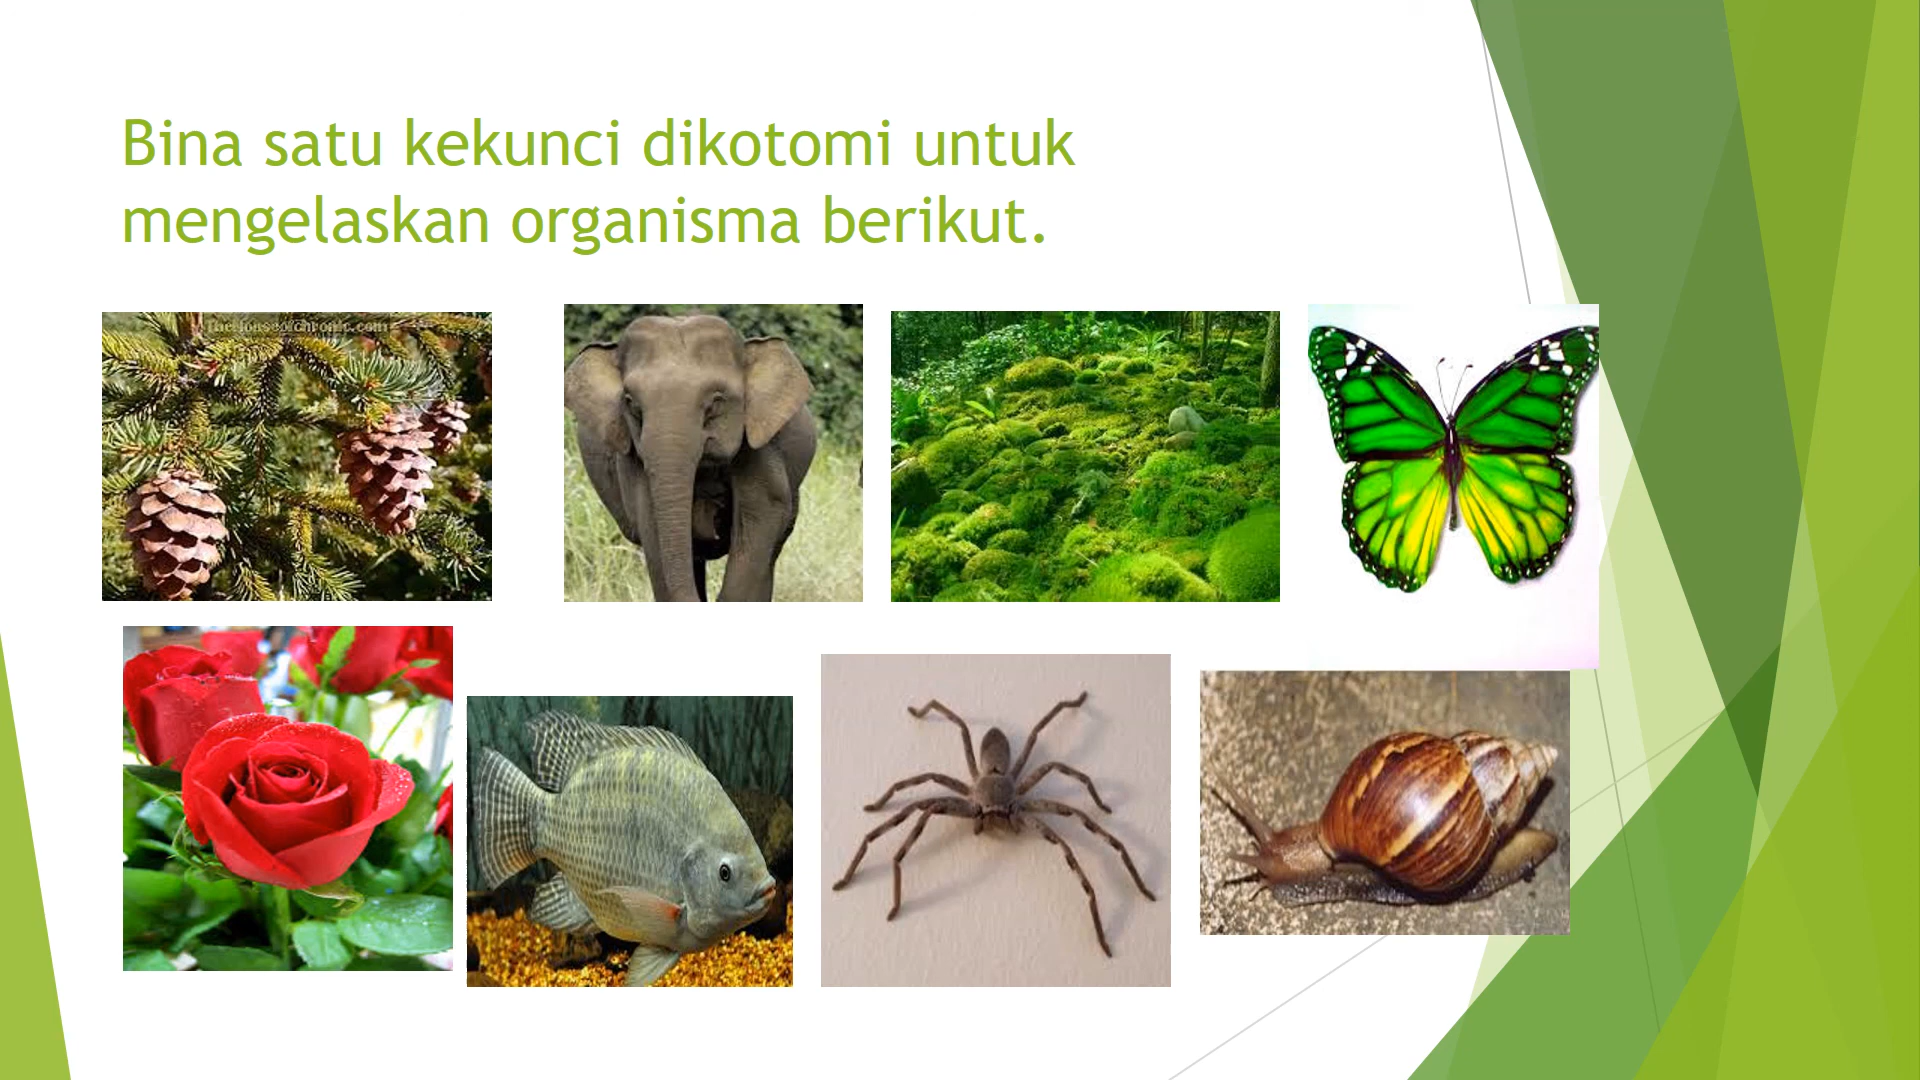 Bina satu kekunci dikotomi untuk
mengelaskan organisma berikut.